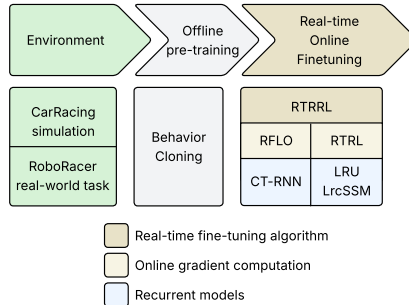 Environment
Offline
pre-training
Real-time
Online
Finetuning
CarRacing
simulation
RoboRacer
real-world task
Behavior
Cloning
RTRRL
RFLO
RTRL
CT-RNN
LRU
LrcSSM
Real-time fine-tuning algorithm
Online gradient computation
Recurrent models